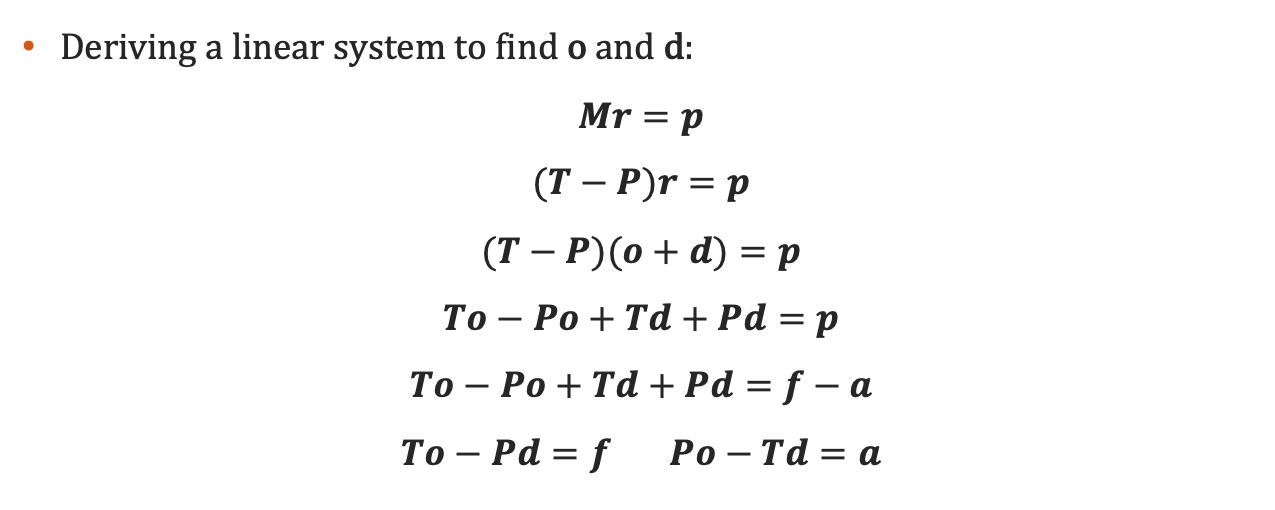 • Deriving a linear system to find o and d:
Mr = p
(T − P)r = p
(T − P)(o + d) = p
To − Po + Td + Pd = p
To − Po + Td + Pd = f − a
To − Pd = f Po − Td = a